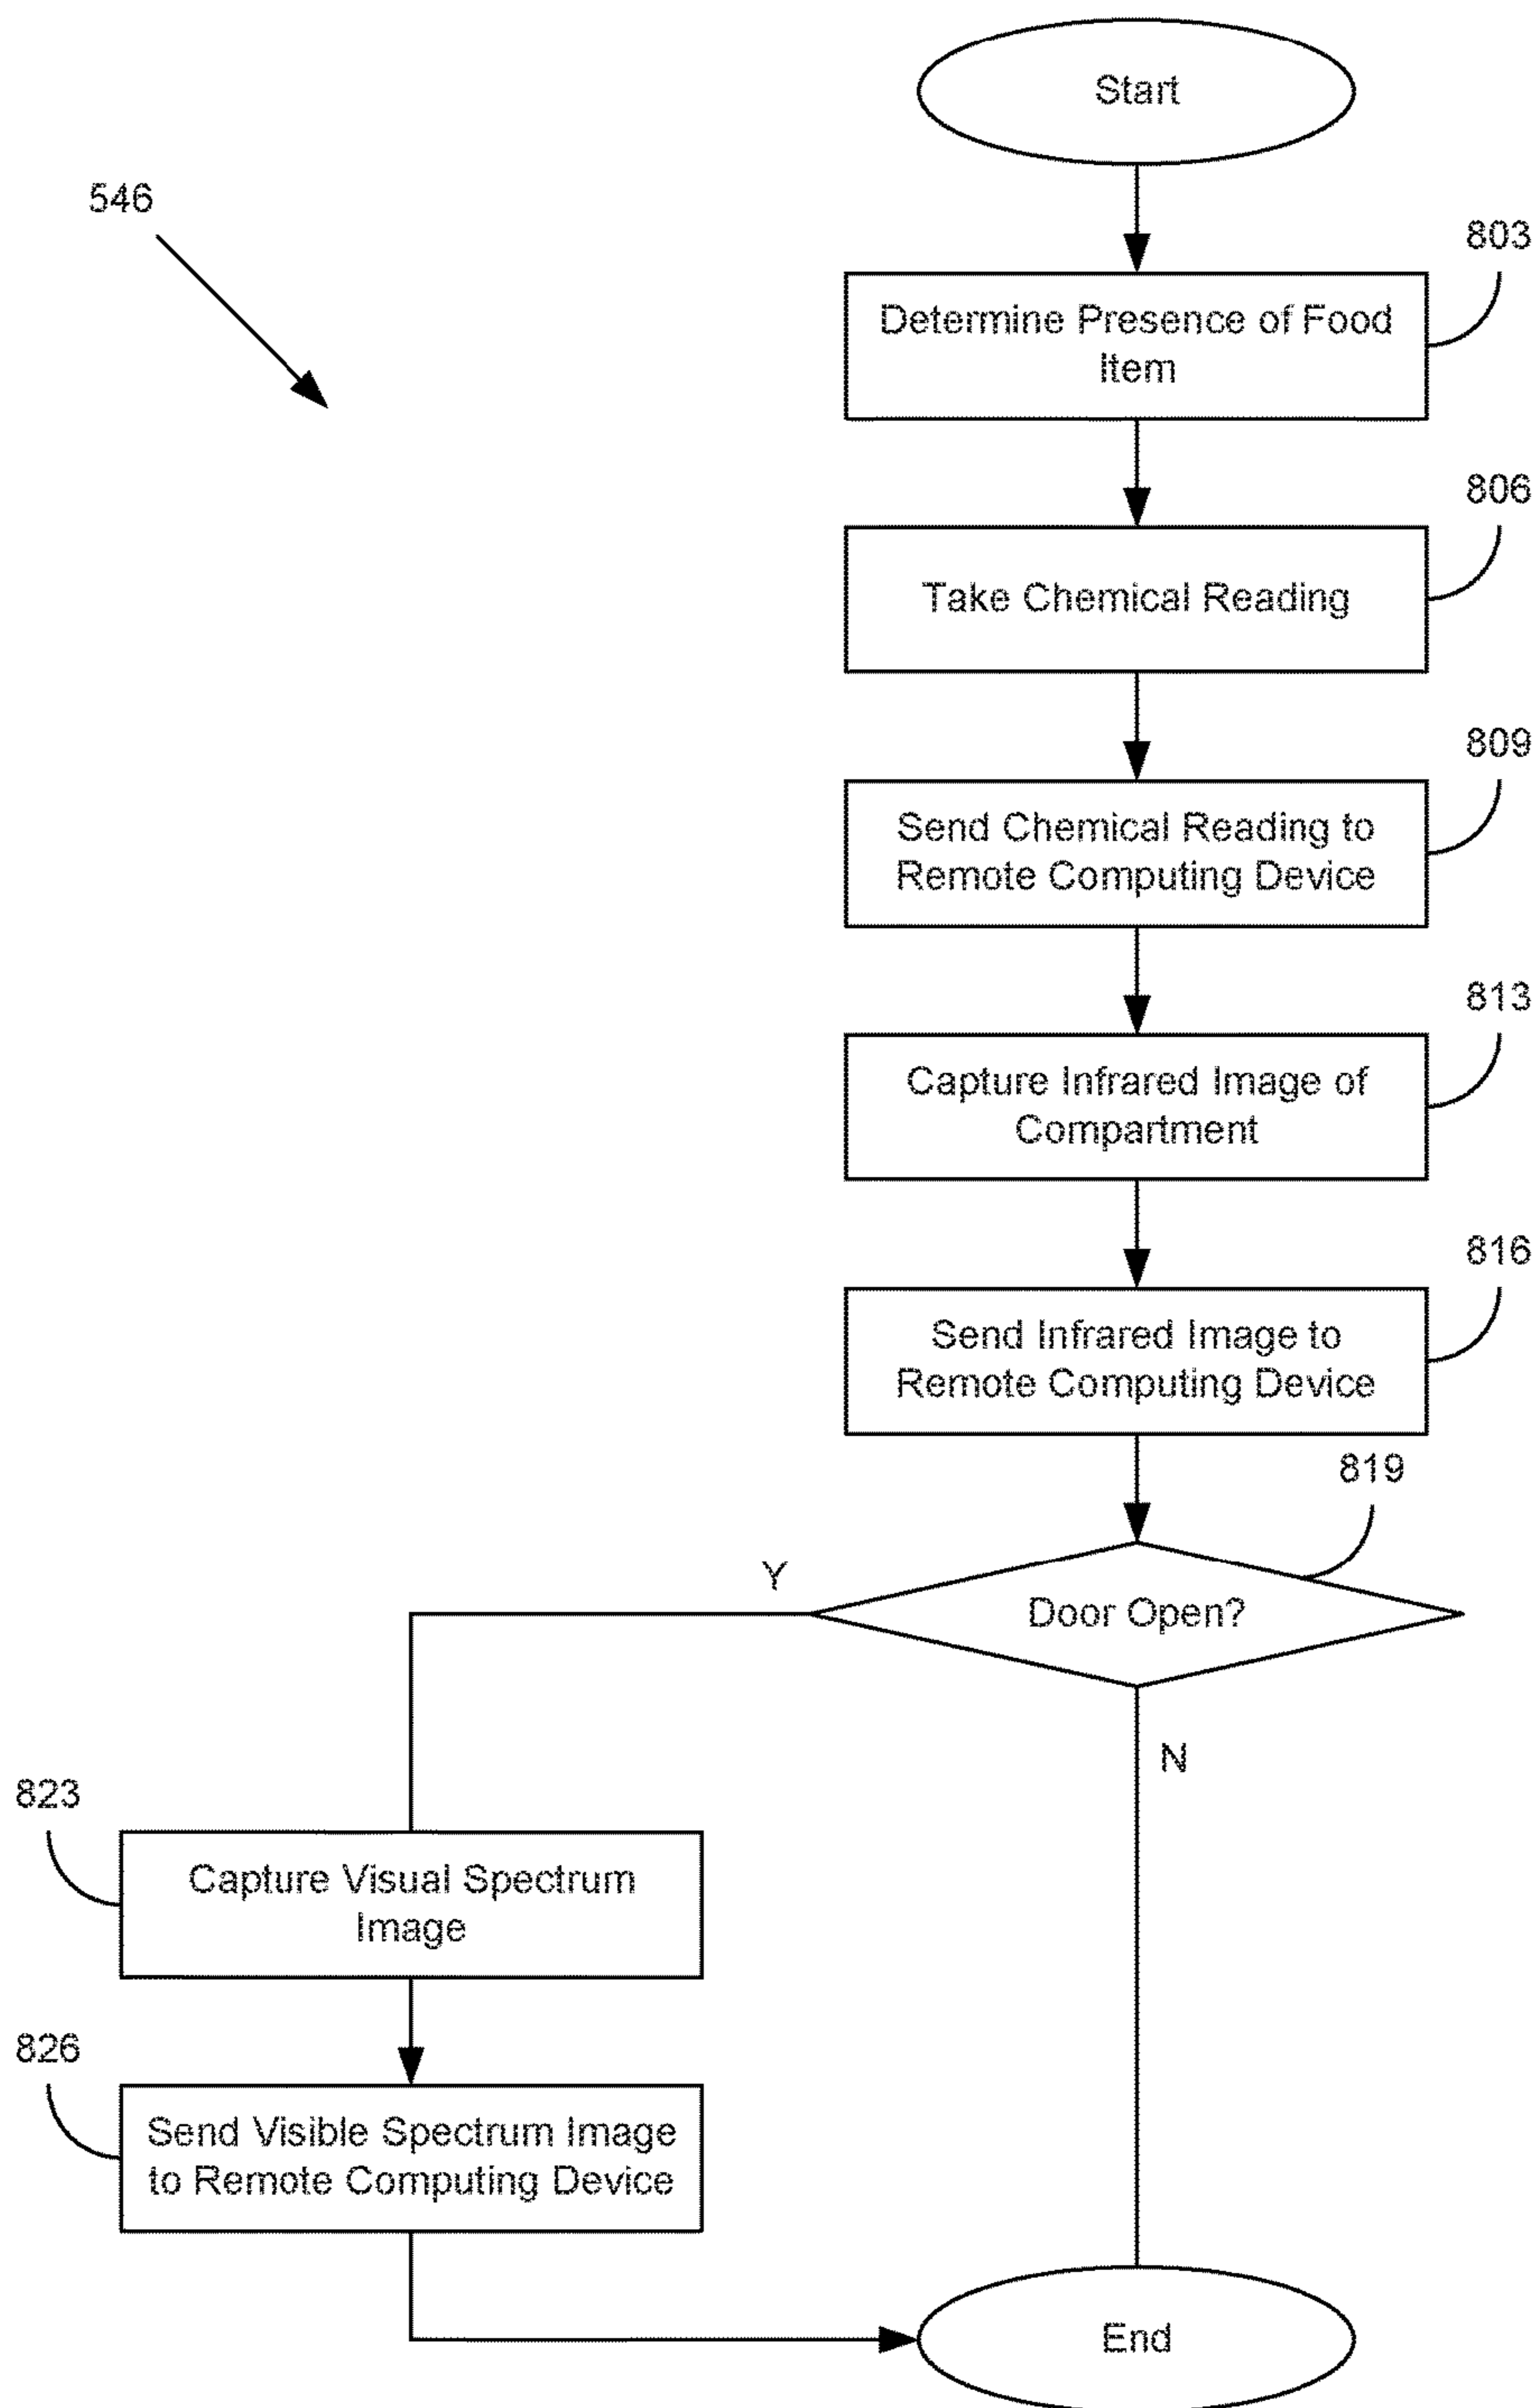 Start
546
803
Determine Presence of Food
Item
806
Take Chemical Reading
809
Send Chemical Reading to
Remote Computing Device
813
Capture Infrared Image of
Compartment
816
Send Infrared Image to
Remote Computing Device
819
Y
Door Open?
N
823
Capture Visual Spectrum
Image
826
Send Visible Spectrum Image
to Remote Computing Device
End